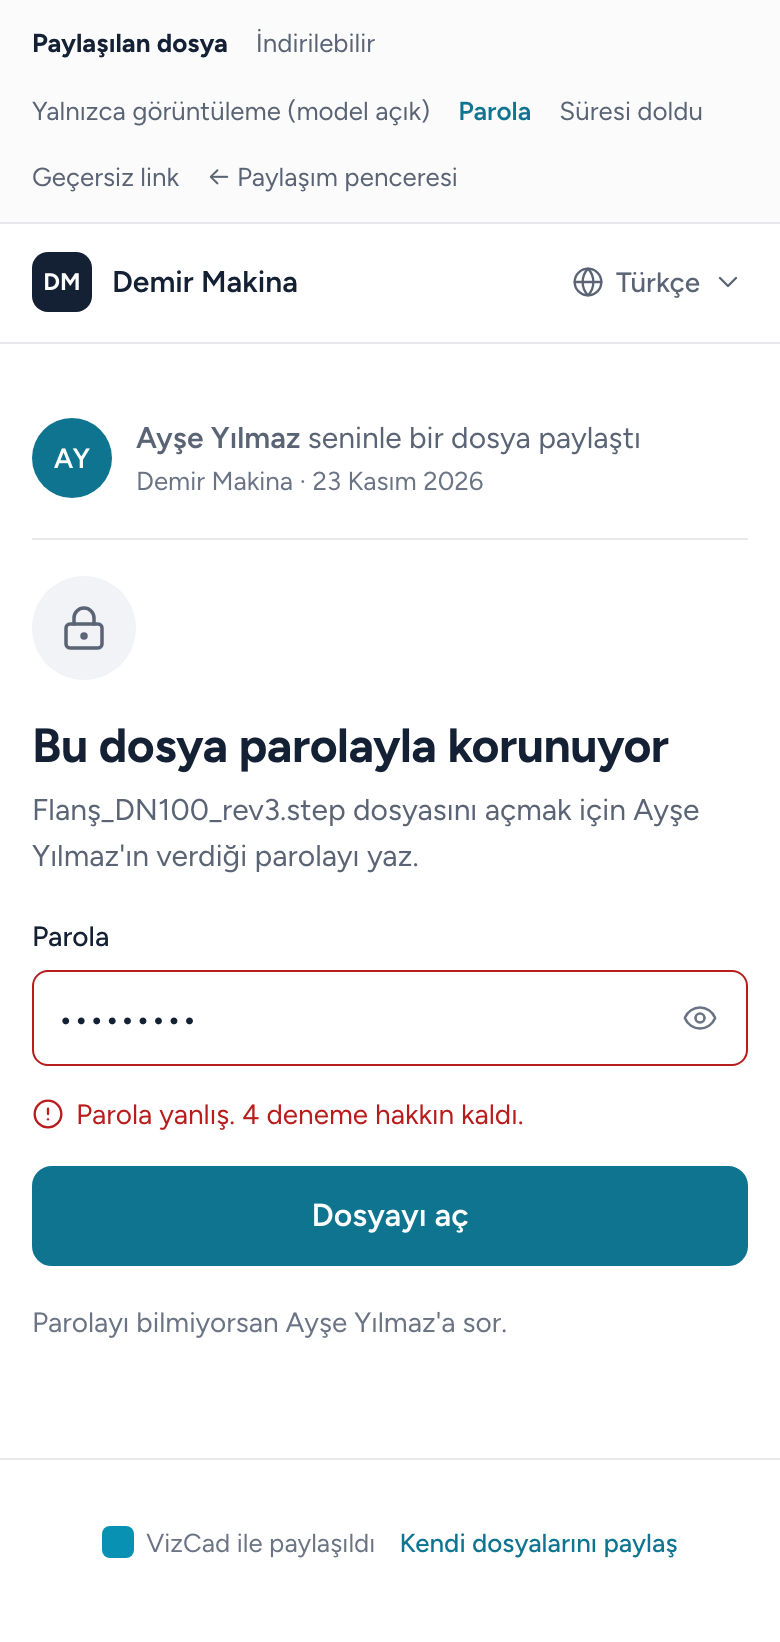 Paylaşılan dosya İndirilebilir
Yalnızca görüntüleme (model açık) Parola Süresi doldu
Geçersiz link ← Paylaşım penceresi
DM Demir Makina Türkçe
AY Ayşe Yılmaz seninle bir dosya paylaştı
Demir Makina · 23 Kasım 2026
Bu dosya parolayla korunuyor
Flanş_DN100_rev3.step dosyasını açmak için Ayşe
Yılmaz'ın verdiği parolayı yaz.
Parola
•••••••••
Parola yanlış. 4 deneme hakkın kaldı.
Dosyayı aç
Parolayı bilmiyorsan Ayşe Yılmaz'a sor.
VizCad ile paylaşıldı Kendi dosyalarını paylaş